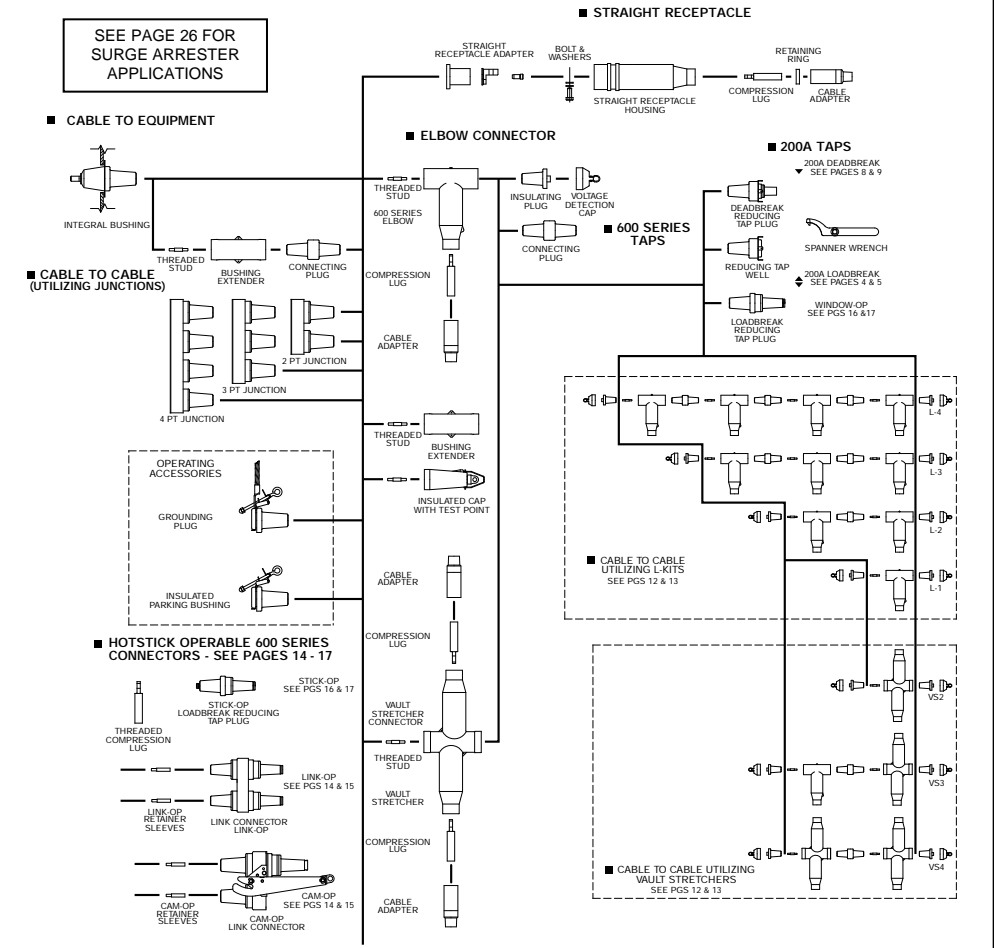 SEE PAGE 26 FOR
SURGE ARRESTER
APPLICATIONS
■ STRAIGHT RECEPTACLE
STRAIGHT
RECEPTACLE ADAPTER
BOLT &
WASHERS
STRAIGHT RECEPTACLE
HOUSING
COMPRESSION
LUG
RETAINING
RING
CABLE
ADAPTER
■ CABLE TO EQUIPMENT
INTEGRAL BUSHING
THREADED
STUD
BUSHING
EXTENDER
CONNECTING
PLUG
■ ELBOW CONNECTOR
THREADED
STUD
600 SERIES
ELBOW
INSULATING
PLUG
VOLTAGE
DETECTION
CAP
CONNECTING
PLUG
COMPRESSION
LUG
CABLE
ADAPTER
■ 600 SERIES
TAPS
■ 200A TAPS
200A DEADBREAK
SEE PAGES 8 & 9
DEADBREAK
REDUCING
TAP PLUG
SPANNER WRENCH
REDUCING TAP
WELL
200A LOADBREAK
SEE PAGES 4 & 5
LOADBREAK
REDUCING
TAP PLUG
WINDOW-OP
SEE PGS 16 &17
■ CABLE TO CABLE
(UTILIZING JUNCTIONS)
2 PT JUNCTION
3 PT JUNCTION
4 PT JUNCTION
THREADED
STUD
BUSHING
EXTENDER
INSULATED CAP
WITH TEST POINT
OPERATING
ACCESSORIES
GROUNDING
PLUG
INSULATED
PARKING BUSHING
L-4
L-3
L-2
L-1
■ CABLE TO CABLE
UTILIZING L-KITS
SEE PGS 12 & 13
■ HOTSTICK OPERABLE 600 SERIES
CONNECTORS - SEE PAGES 14 - 17
THREADED
COMPRESSION
LUG
STICK-OP
LOADBREAK REDUCING
TAP PLUG
STICK-OP
SEE PGS 16 & 17
LINK-OP
RETAINER
SLEEVES
LINK CONNECTOR
LINK-OP
LINK-OP
SEE PGS 14 & 15
CAM-OP
RETAINER
SLEEVES
CAM-OP
LINK CONNECTOR
CAM-OP
SEE PGS 14 & 15
CABLE
ADAPTER
COMPRESSION
LUG
VAULT
STRETCHER
CONNECTOR
THREADED
STUD
VAULT
STRETCHER
COMPRESSION
LUG
CABLE
ADAPTER
VS2
VS3
VS4
■ CABLE TO CABLE UTILIZING
VAULT STRETCHERS
SEE PGS 12 & 13